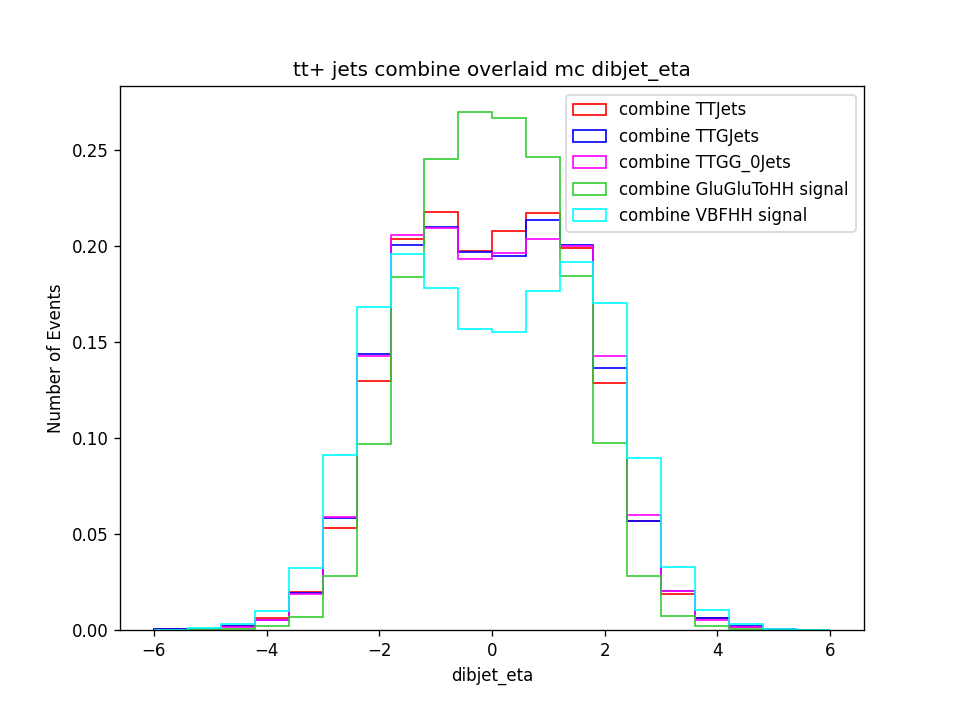 tt+ jets combine overlaid mc dibjet_eta
combine TTJets
combine TTGJets
combine TTGG_0Jets
combine GluGluToHH signal
combine VBFHH signal
Number of Events
0.25
0.20
0.15
0.10
0.05
0.00
−6 −4 −2 0 2 4 6
dibjet_eta